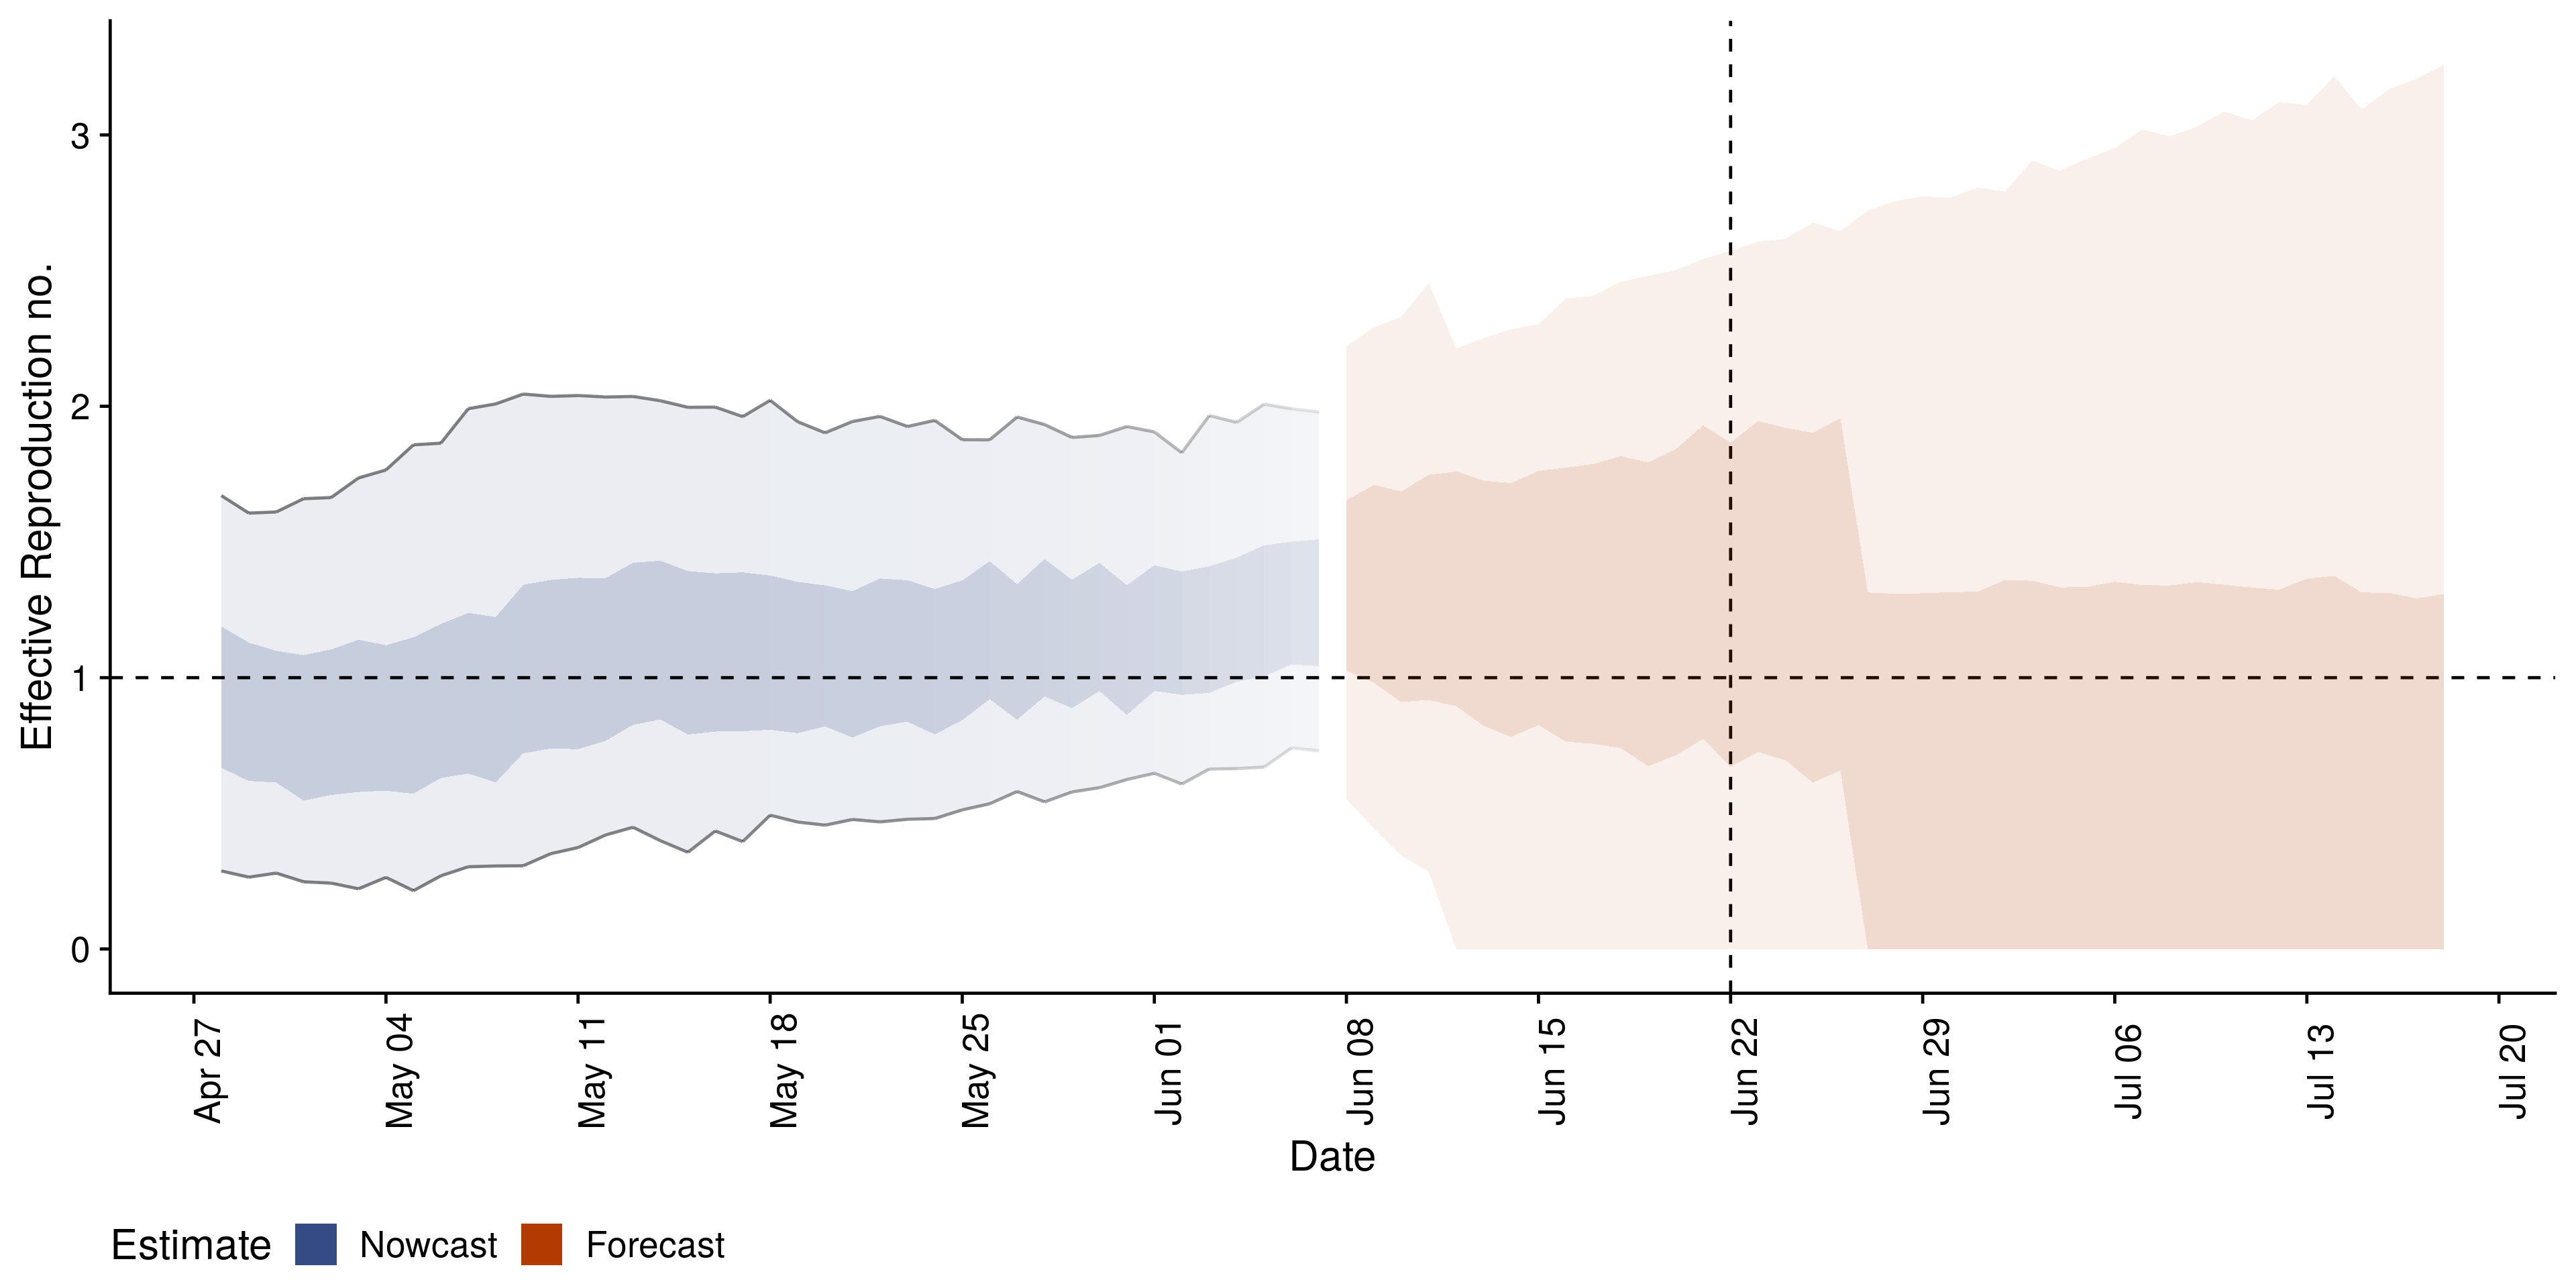 Effective Reproduction no.
3
2
1
0
Apr 27
May 04
May 11
May 18
May 25
Jun 01
Jun 08
Jun 15
Jun 22
Jun 29
Jul 06
Jul 13
Jul 20
Date
Estimate Nowcast Forecast